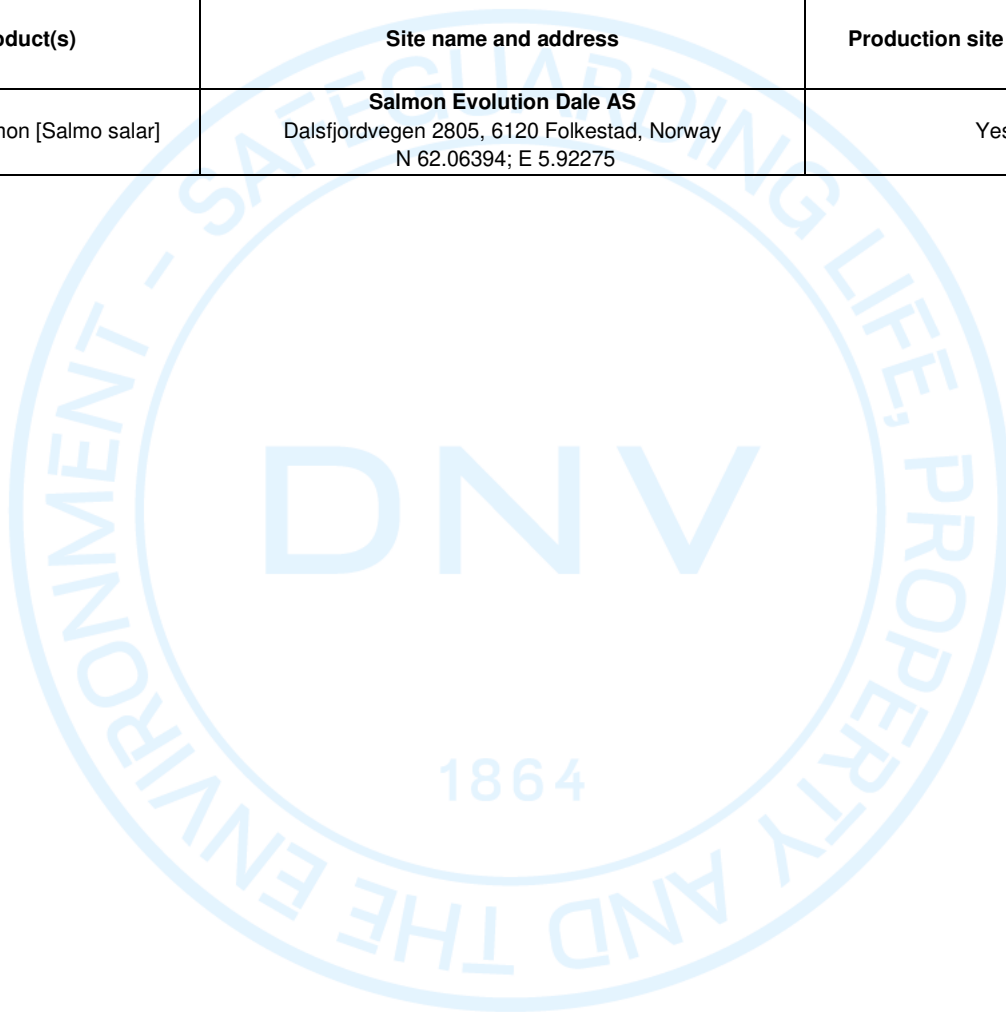 oduct(s) Site name and address Production site
non [Salmo salar] Salmon Evolution Dale AS Yes
Dalsfjordvegen 2805, 6120 Folkestad, Norway
N 62.06394; E 5.92275
SAFEGUARDING LIFE, PROPERTY AND THE ENVIRONMENT -
DNV
1864